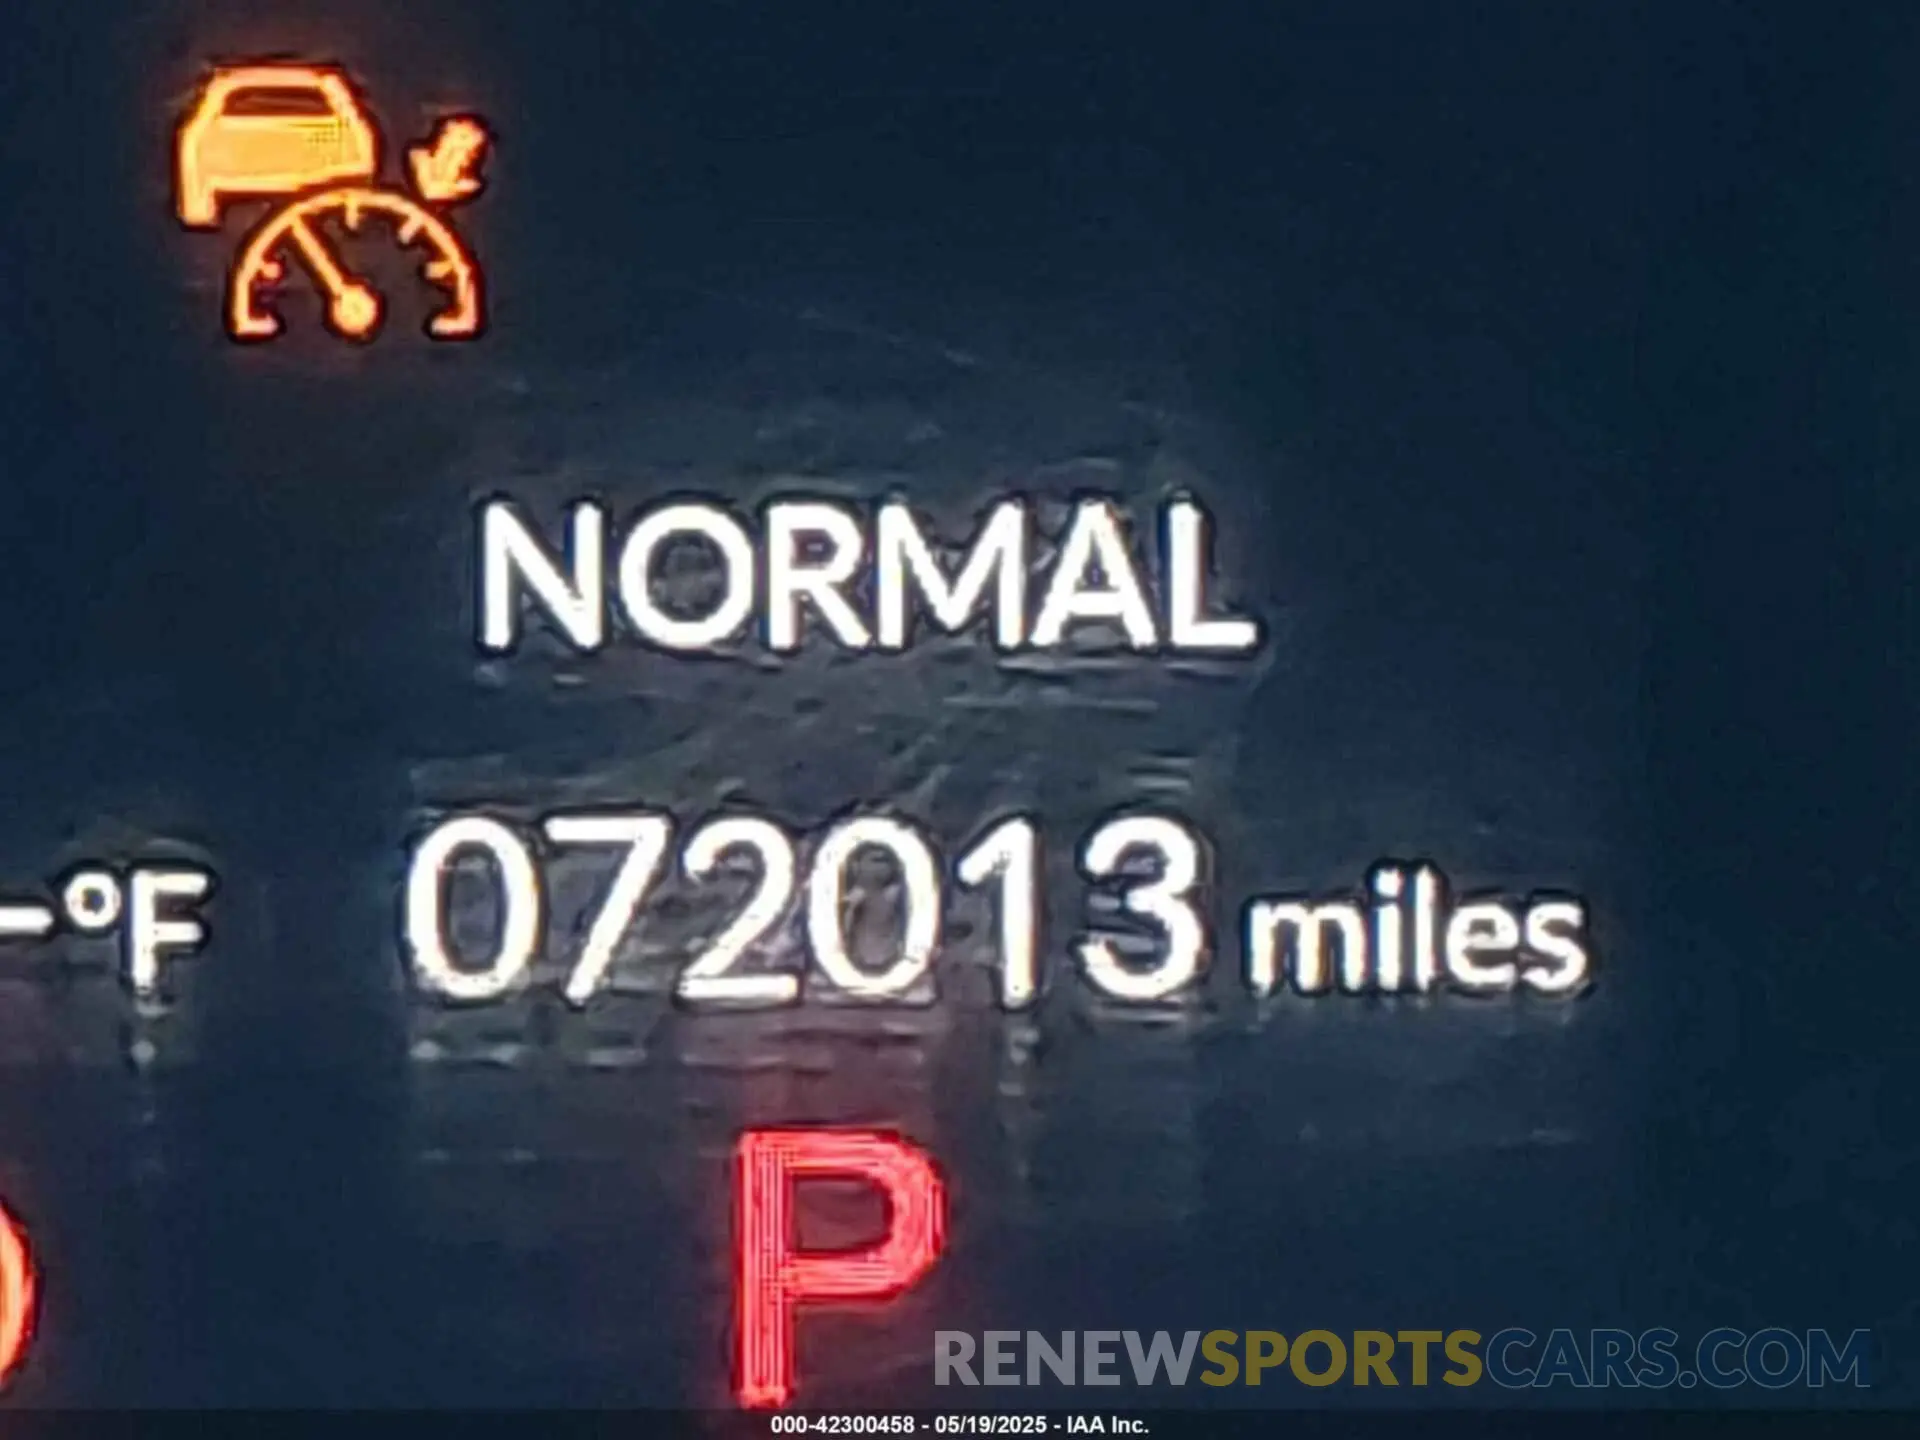 NORMAL
-°F 072013 miles
P
RENEWSPORTSCARS.COM
000-42300458 - 05/19/2025 - IAA Inc.